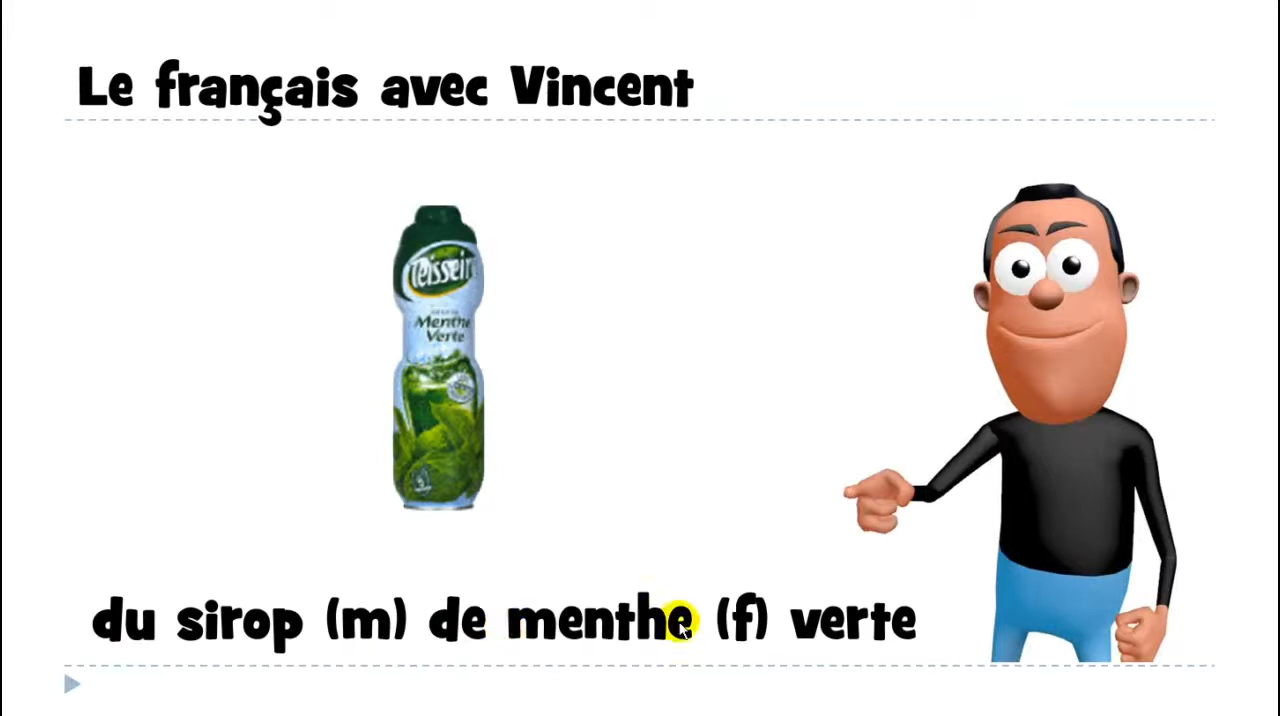 Le français avec Vincent
Teisseire
Menthe
Verte
du sirop (m) de menthe (f) verte